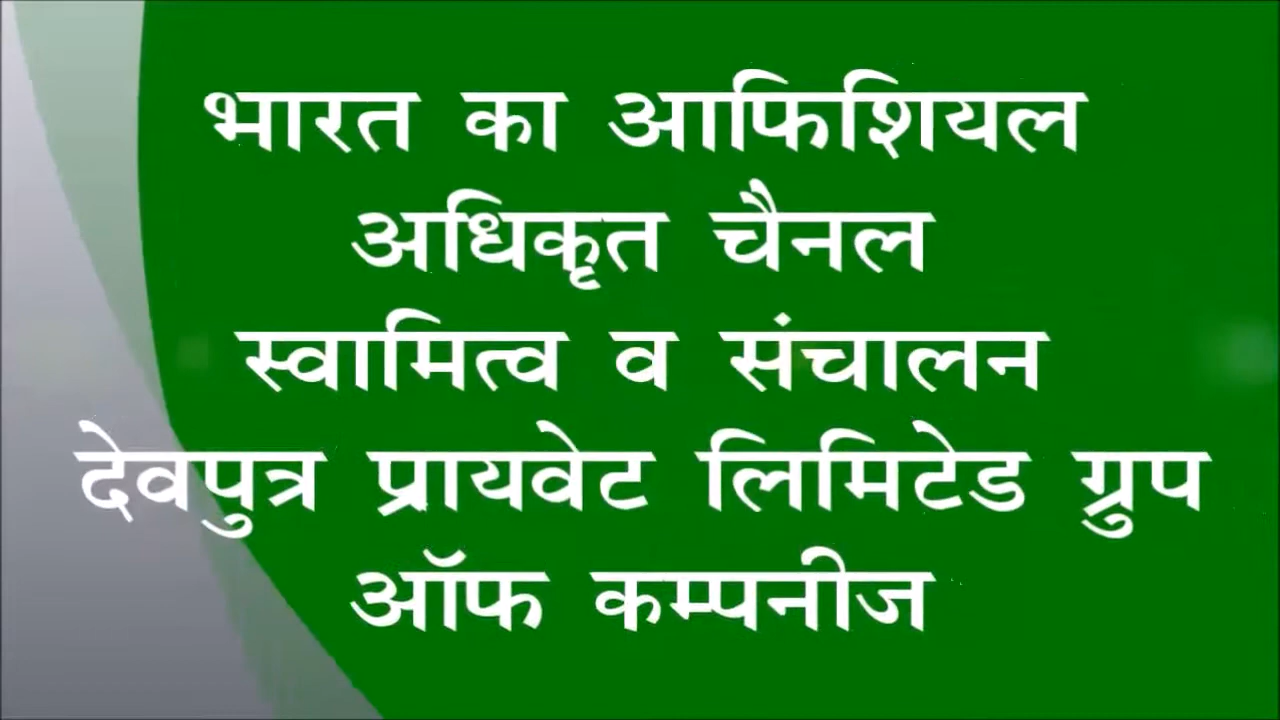 भारत का आफिशियल
अधिकृत चैनल
स्वामित्व व संचालन
देवपुत्र प्रायवेट लिमिटेड ग्रुप
ऑफ कम्पनीज